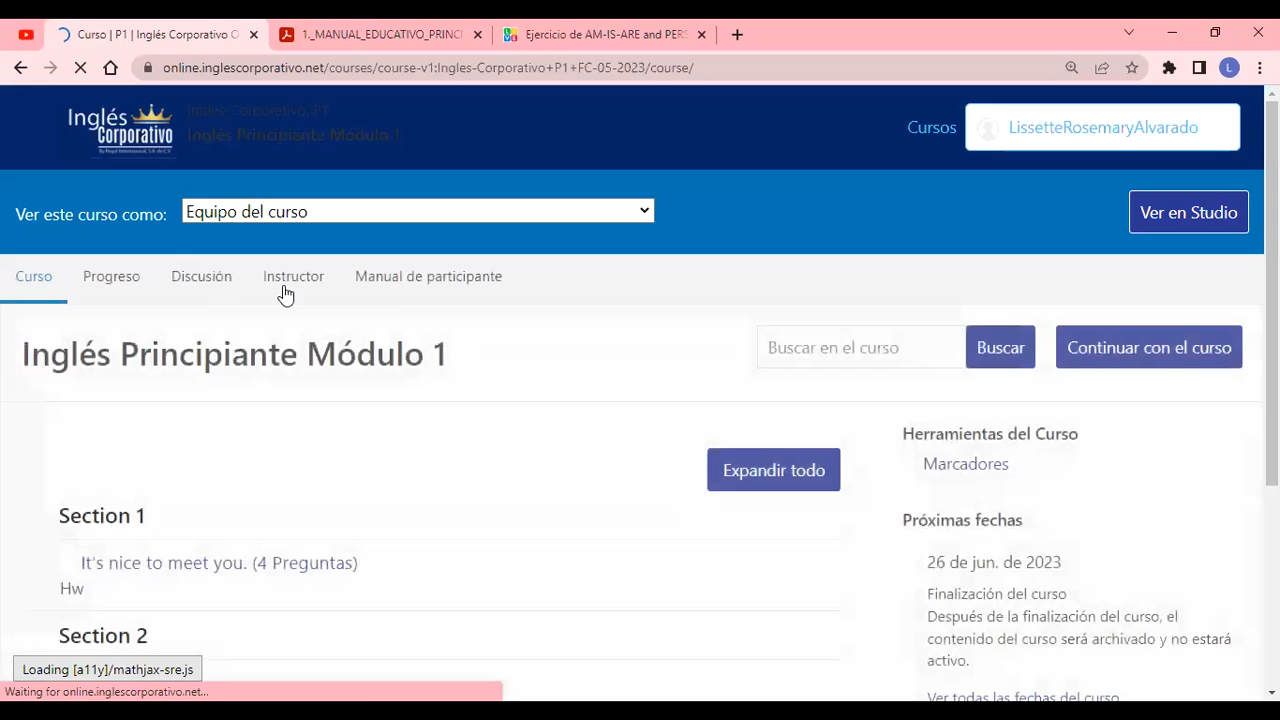 Curso | P1 | Inglés Corporativo O
1._MANUAL_EDUCATIVO_PRINCI
Ejercicio de AM-IS-ARE and PERS
online.inglescorporativo.net/courses/course-v1:Ingles-Corporativo+P1+FC-05-2023/course/
L
Inglés
Corporativo
Ingles-Corporativo: P1
Inglés Principiante Módulo 1
Cursos
LissetteRosemaryAlvarado
Ver este curso como:
Equipo del curso
Ver en Studio
Curso
Progreso
Discusión
Instructor
Manual de participante
Inglés Principiante Módulo 1
Buscar en el curso
Buscar
Continuar con el curso
Expandir todo
Herramientas del Curso
Marcadores
Section 1
It's nice to meet you. (4 Preguntas)
Hw
Próximas fechas
26 de jun. de 2023
Finalización del curso
Después de la finalización del curso, el
contenido del curso será archivado y no estará
activo.
Section 2
Ver todas las fechas del curso
Loading [a11y]/mathjax-sre.js
Waiting for online.inglescorporativo.net...